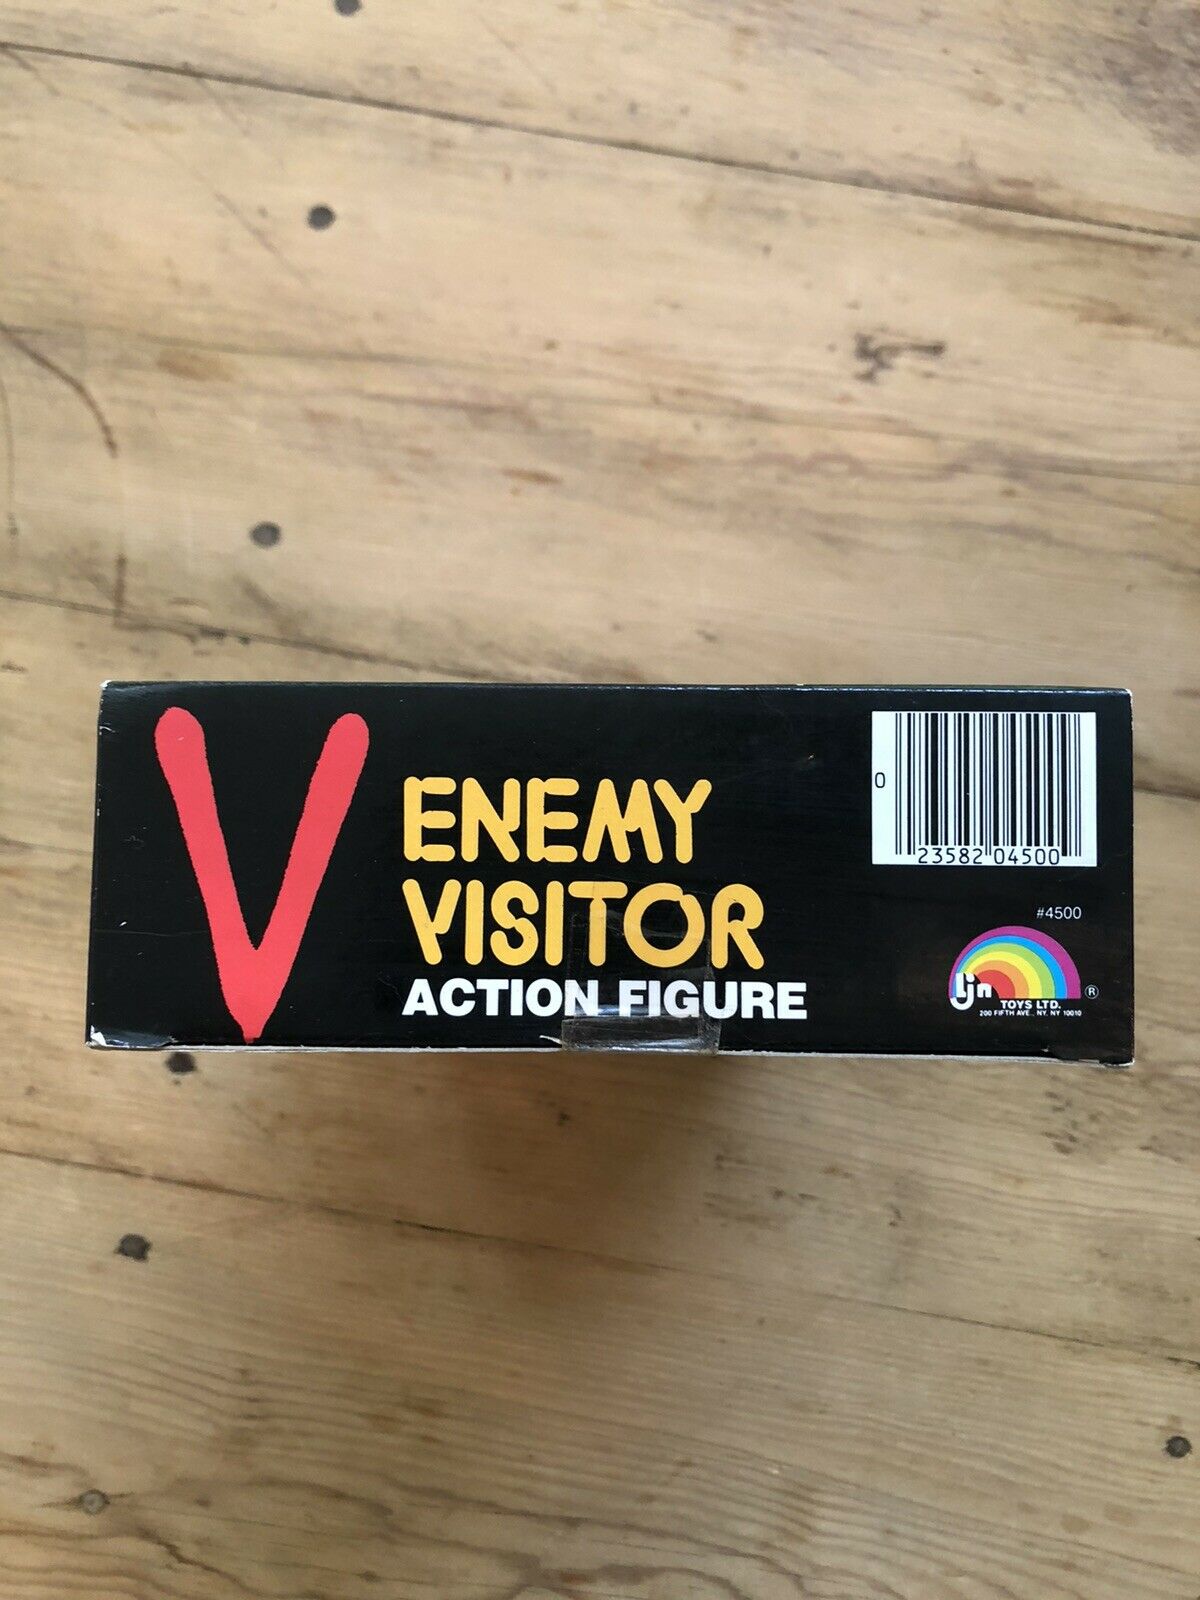 V
ENEMY
VISITOR
ACTION FIGURE
0
23582 04500
#4500
Ljn
TOYS LTD.
®
200 FIFTH AVE., NY, NY 10010